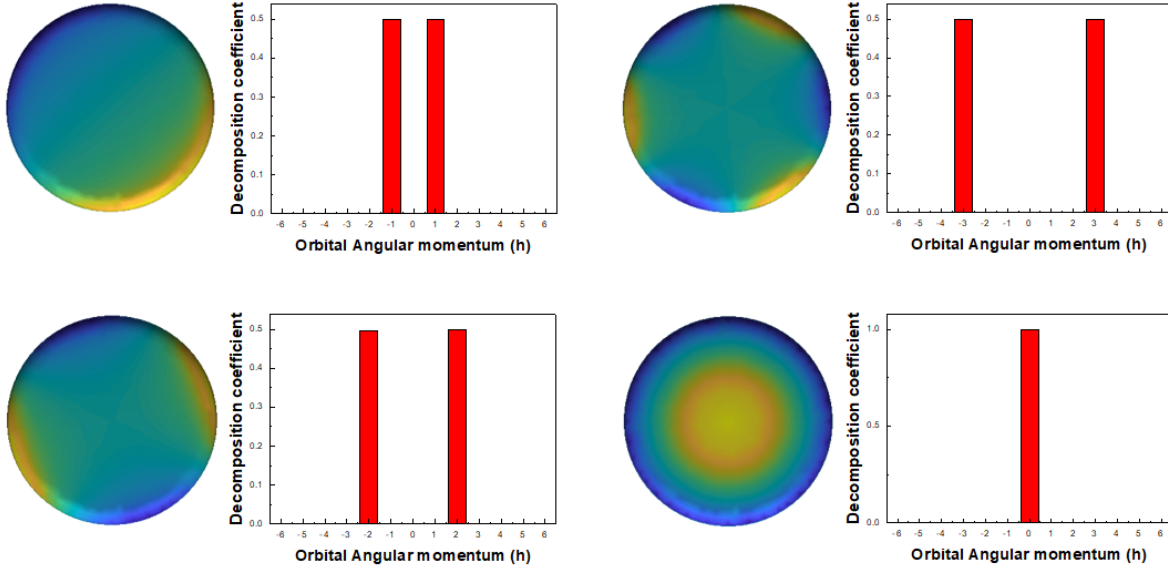 Decomposition coefficient
0.5
0.4
0.3
0.2
0.1
0.0
-6 -5 -4 -3 -2 -1 0 1 2 3 4 5 6
Orbital Angular momentum (h)
Decomposition coefficient
0.5
0.4
0.3
0.2
0.1
0.0
-6 -5 -4 -3 -2 -1 0 1 2 3 4 5 6
Orbital Angular momentum (h)
Decomposition coefficient
0.5
0.4
0.3
0.2
0.1
0.0
-6 -5 -4 -3 -2 -1 0 1 2 3 4 5 6
Orbital Angular momentum (h)
Decomposition coefficient
1.0
0.5
0.0
-6 -5 -4 -3 -2 -1 0 1 2 3 4 5 6
Orbital Angular momentum (h)